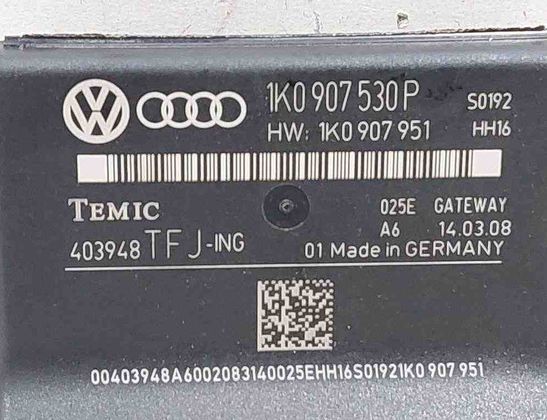 1K0 907 530 P S0192
HW: 1K0 907 951 HH16
TEMIC 025E GATEWAY
A6 14.03.08
403948 TFJ-ING 01 Made in GERMANY
00403948A6002083140025EHH16S01921K0 907 951